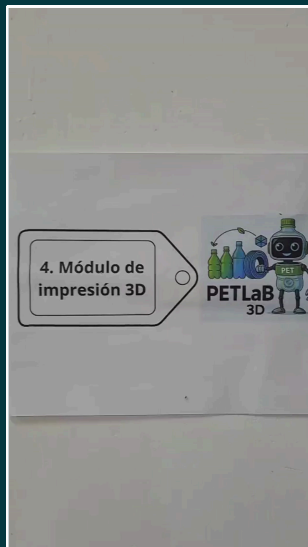 4. Módulo de
impresión 3D
PET
PETLaB
3D